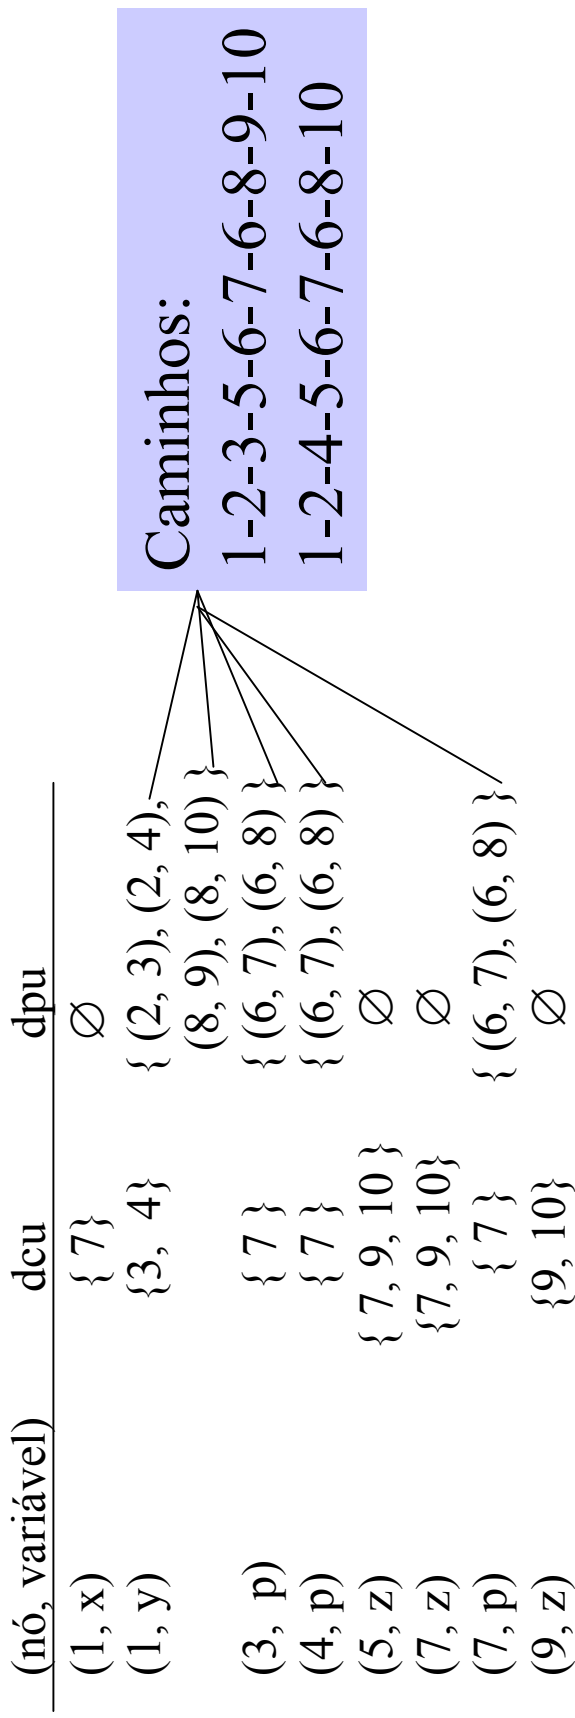 (nó, variável) dcu dpu
(1, x) { 7} ∅
(1, y) {3, 4} { (2, 3), (2, 4),
(8, 9), (8, 10) }
(3, p) { 7 } { (6, 7), (6, 8) }
(4, p) { 7 } { (6, 7), (6, 8) }
(5, z) { 7, 9, 10 } ∅
(7, z) {7, 9, 10} ∅
(7, p) { 7 } { (6, 7), (6, 8) }
(9, z) {9, 10} ∅
Caminhos:
1-2-3-5-6-7-6-8-9-10
1-2-4-5-6-7-6-8-10